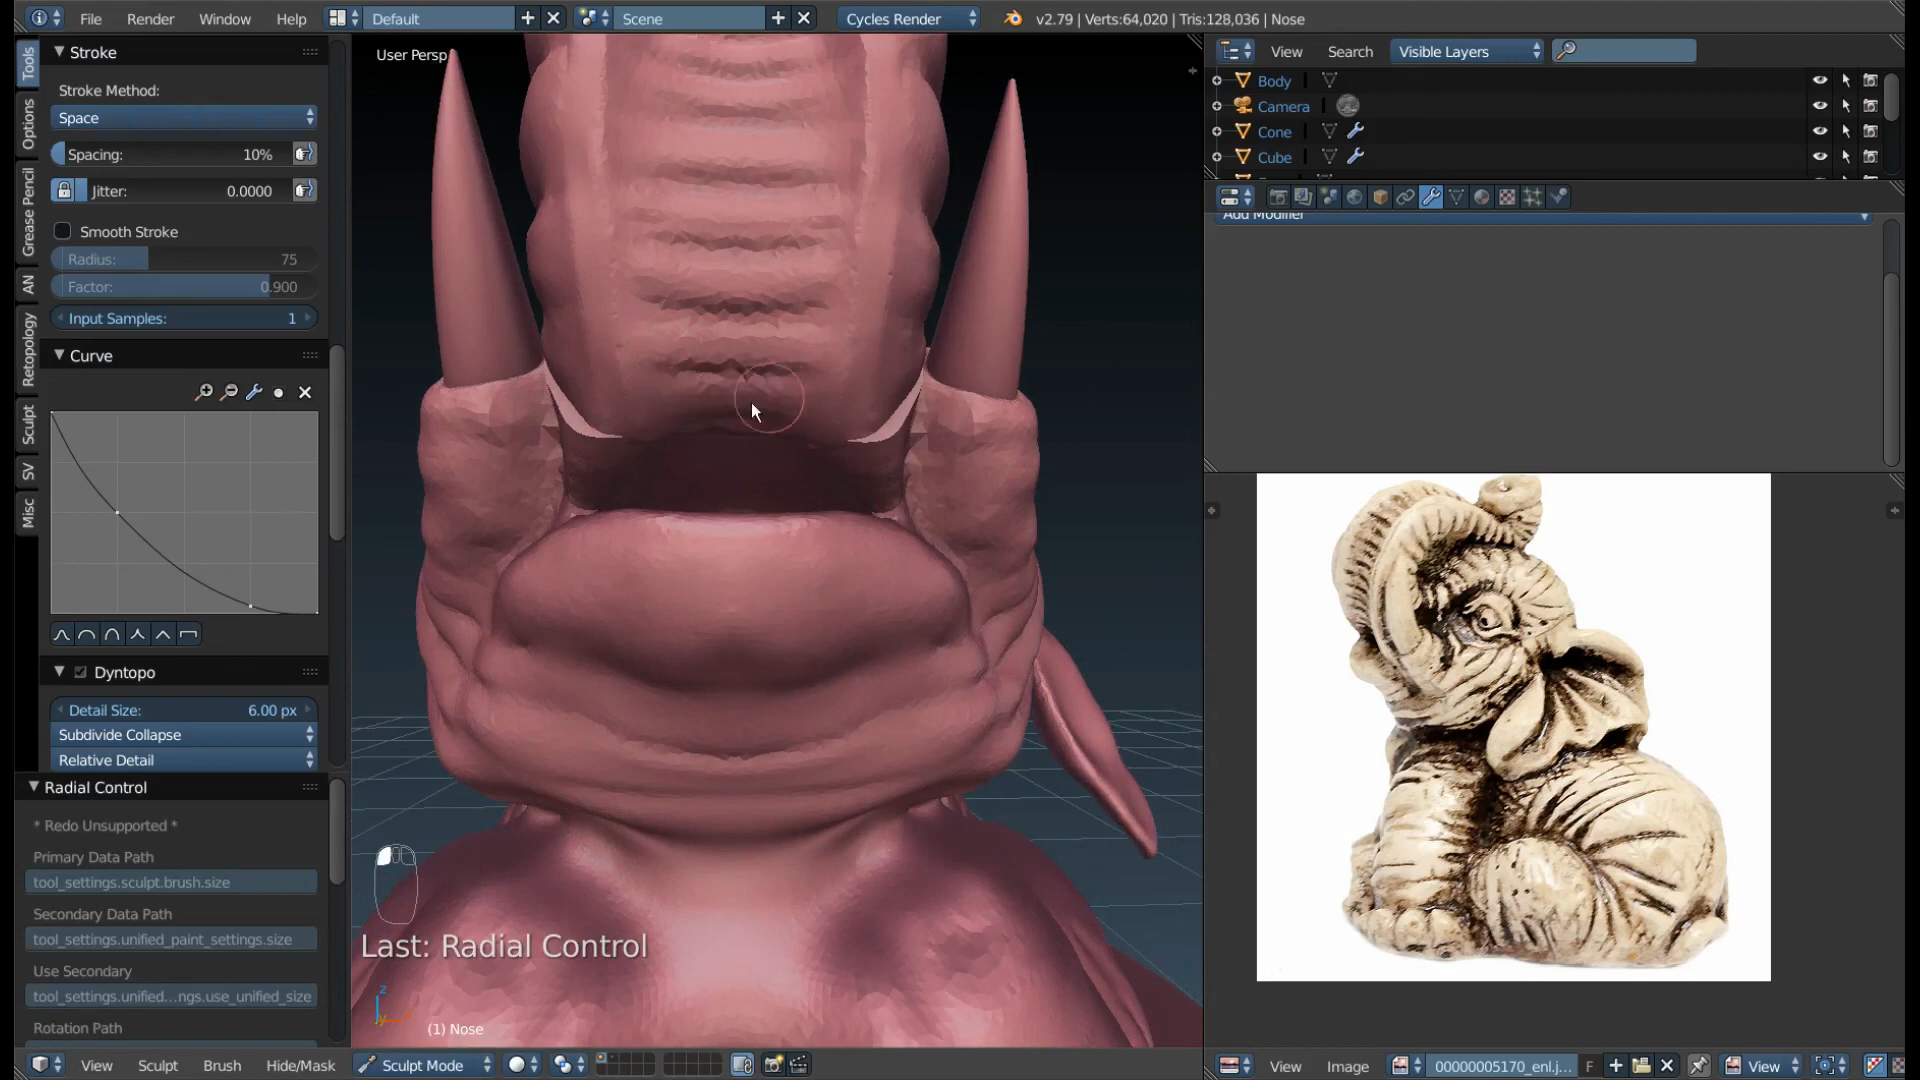 File Render Window Help Default Scene Cycles Render v2.79 | Verts:64,020 | Tris:128,036 | Nose
Tools
Options
Grease Pencil
AN
Retopology
Sculpt
SV
Misc
Stroke
Stroke Method:
Space
Spacing: 10%
Jitter: 0.0000
Smooth Stroke
Radius: 75
Factor: 0.900
Input Samples: 1
Curve
Dyntopo
Detail Size: 6.00 px
Subdivide Collapse
Relative Detail
Radial Control
* Redo Unsupported *
Primary Data Path
tool_settings.sculpt.brush.size
Secondary Data Path
tool_settings.unified_paint_settings.size
Use Secondary
tool_settings.unified...ngs.use_unified_size
Rotation Path
User Persp
Last: Radial Control
z
y
(1) Nose
View Sculpt Brush Hide/Mask Sculpt Mode
View Search Visible Layers
Body
Camera
Cone
Cube
Add Modifier
View Image 00000005170_enl.j... F View